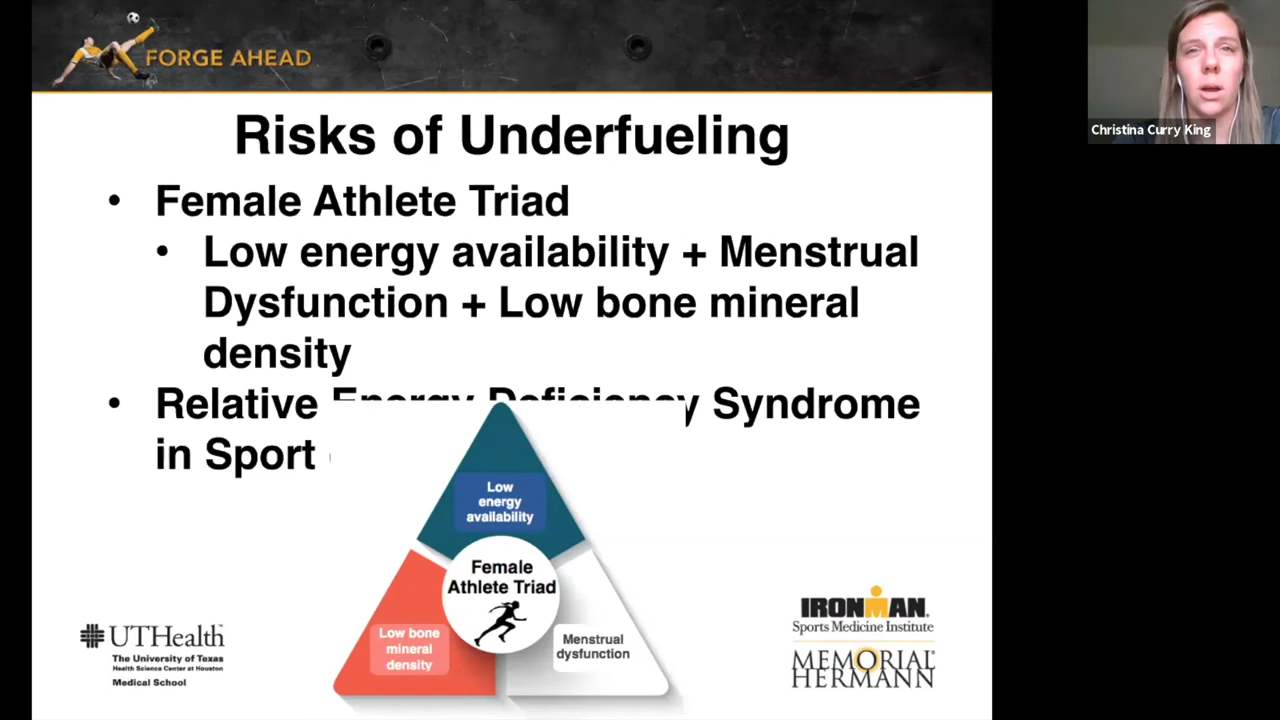 FORGE AHEAD
Christina Curry King
Risks of Underfueling
• Female Athlete Triad
• Low energy availability + Menstrual
Dysfunction + Low bone mineral
density
• Relative Energy Deficiency Syndrome
in Sport
Low
energy
availability
Female
Athlete Triad
Low bone
mineral
density
Menstrual
dysfunction
UTHealth
The University of Texas
Health Science Center at Houston
Medical School
IRONMAN
Sports Medicine Institute
MEMORIAL
HERMANN